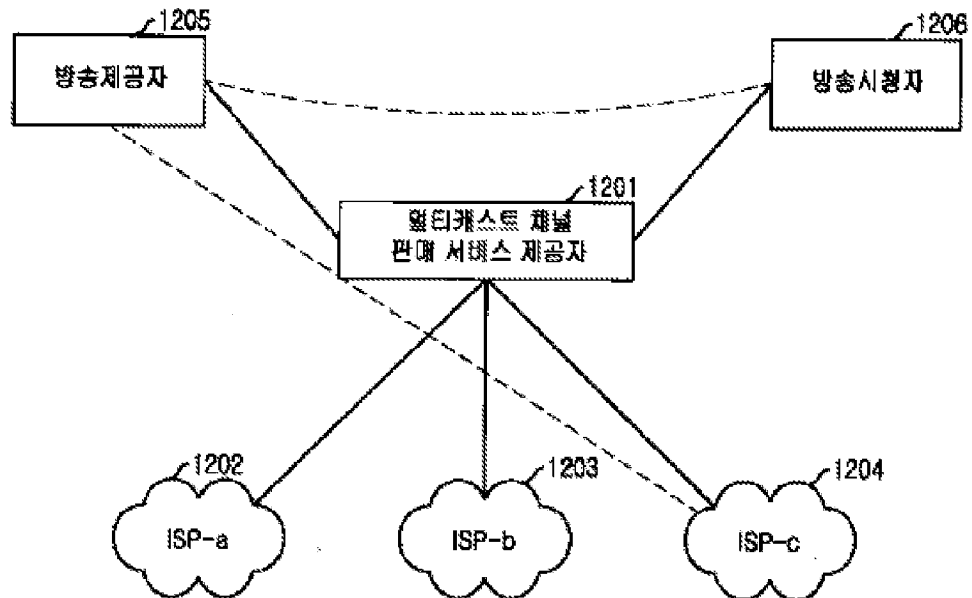 1205
방송제공자
1206
방송시청자
1201
멀티캐스트 채널
판매 서비스 제공자
1202
ISP-a
1203
ISP-b
1204
ISP-c